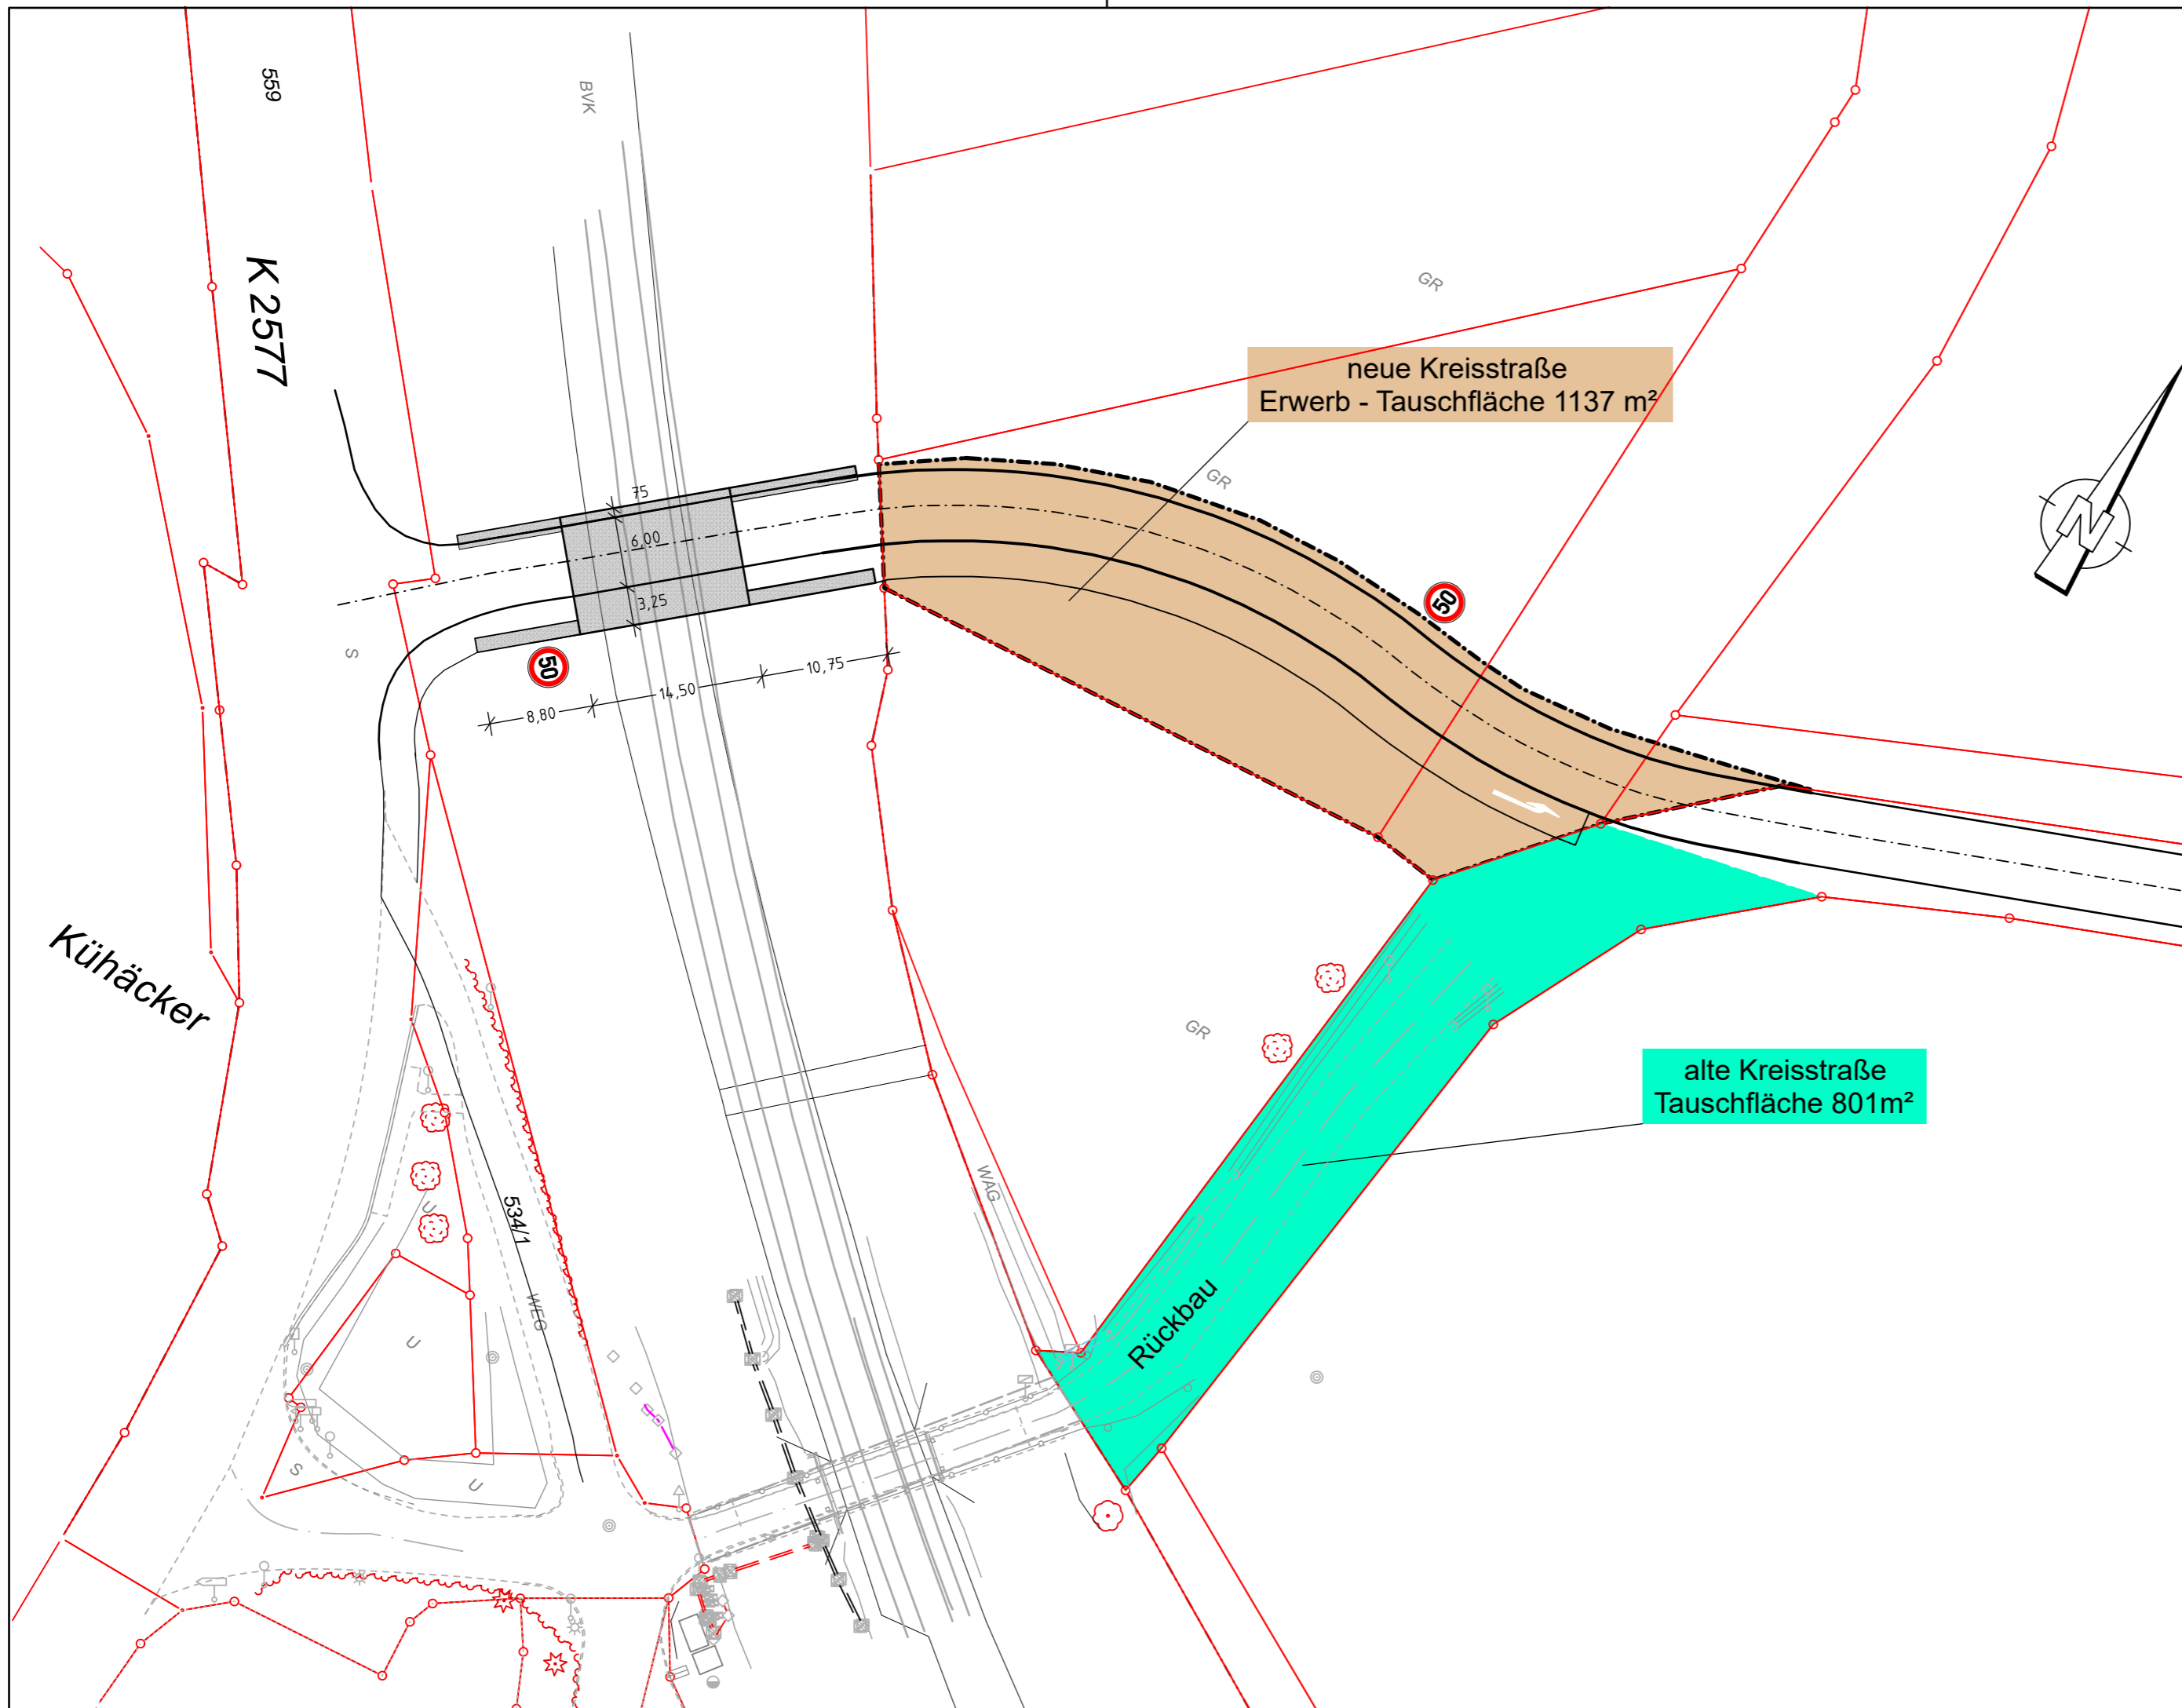 559
BVK
K 2577
GR
neue Kreisstraße
Erwerb - Tauschfläche 1137 m²
GR
75
6,00
3,25
50
50
N
S
8,80
14,50
10,75
Kühäcker
GR
alte Kreisstraße
Tauschfläche 801m²
WAG
534/1
U
WEG
U
Rückbau
S
U